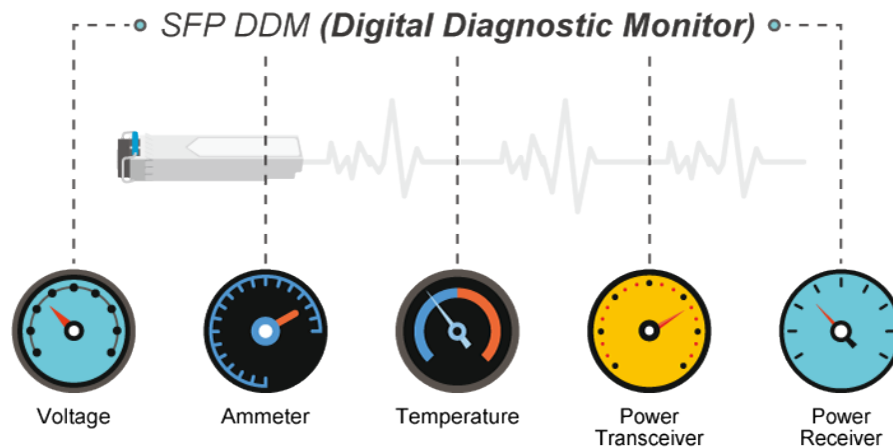 SFP DDM (Digital Diagnostic Monitor)
Voltage
Ammeter
Temperature
Power
Transceiver
Power
Receiver